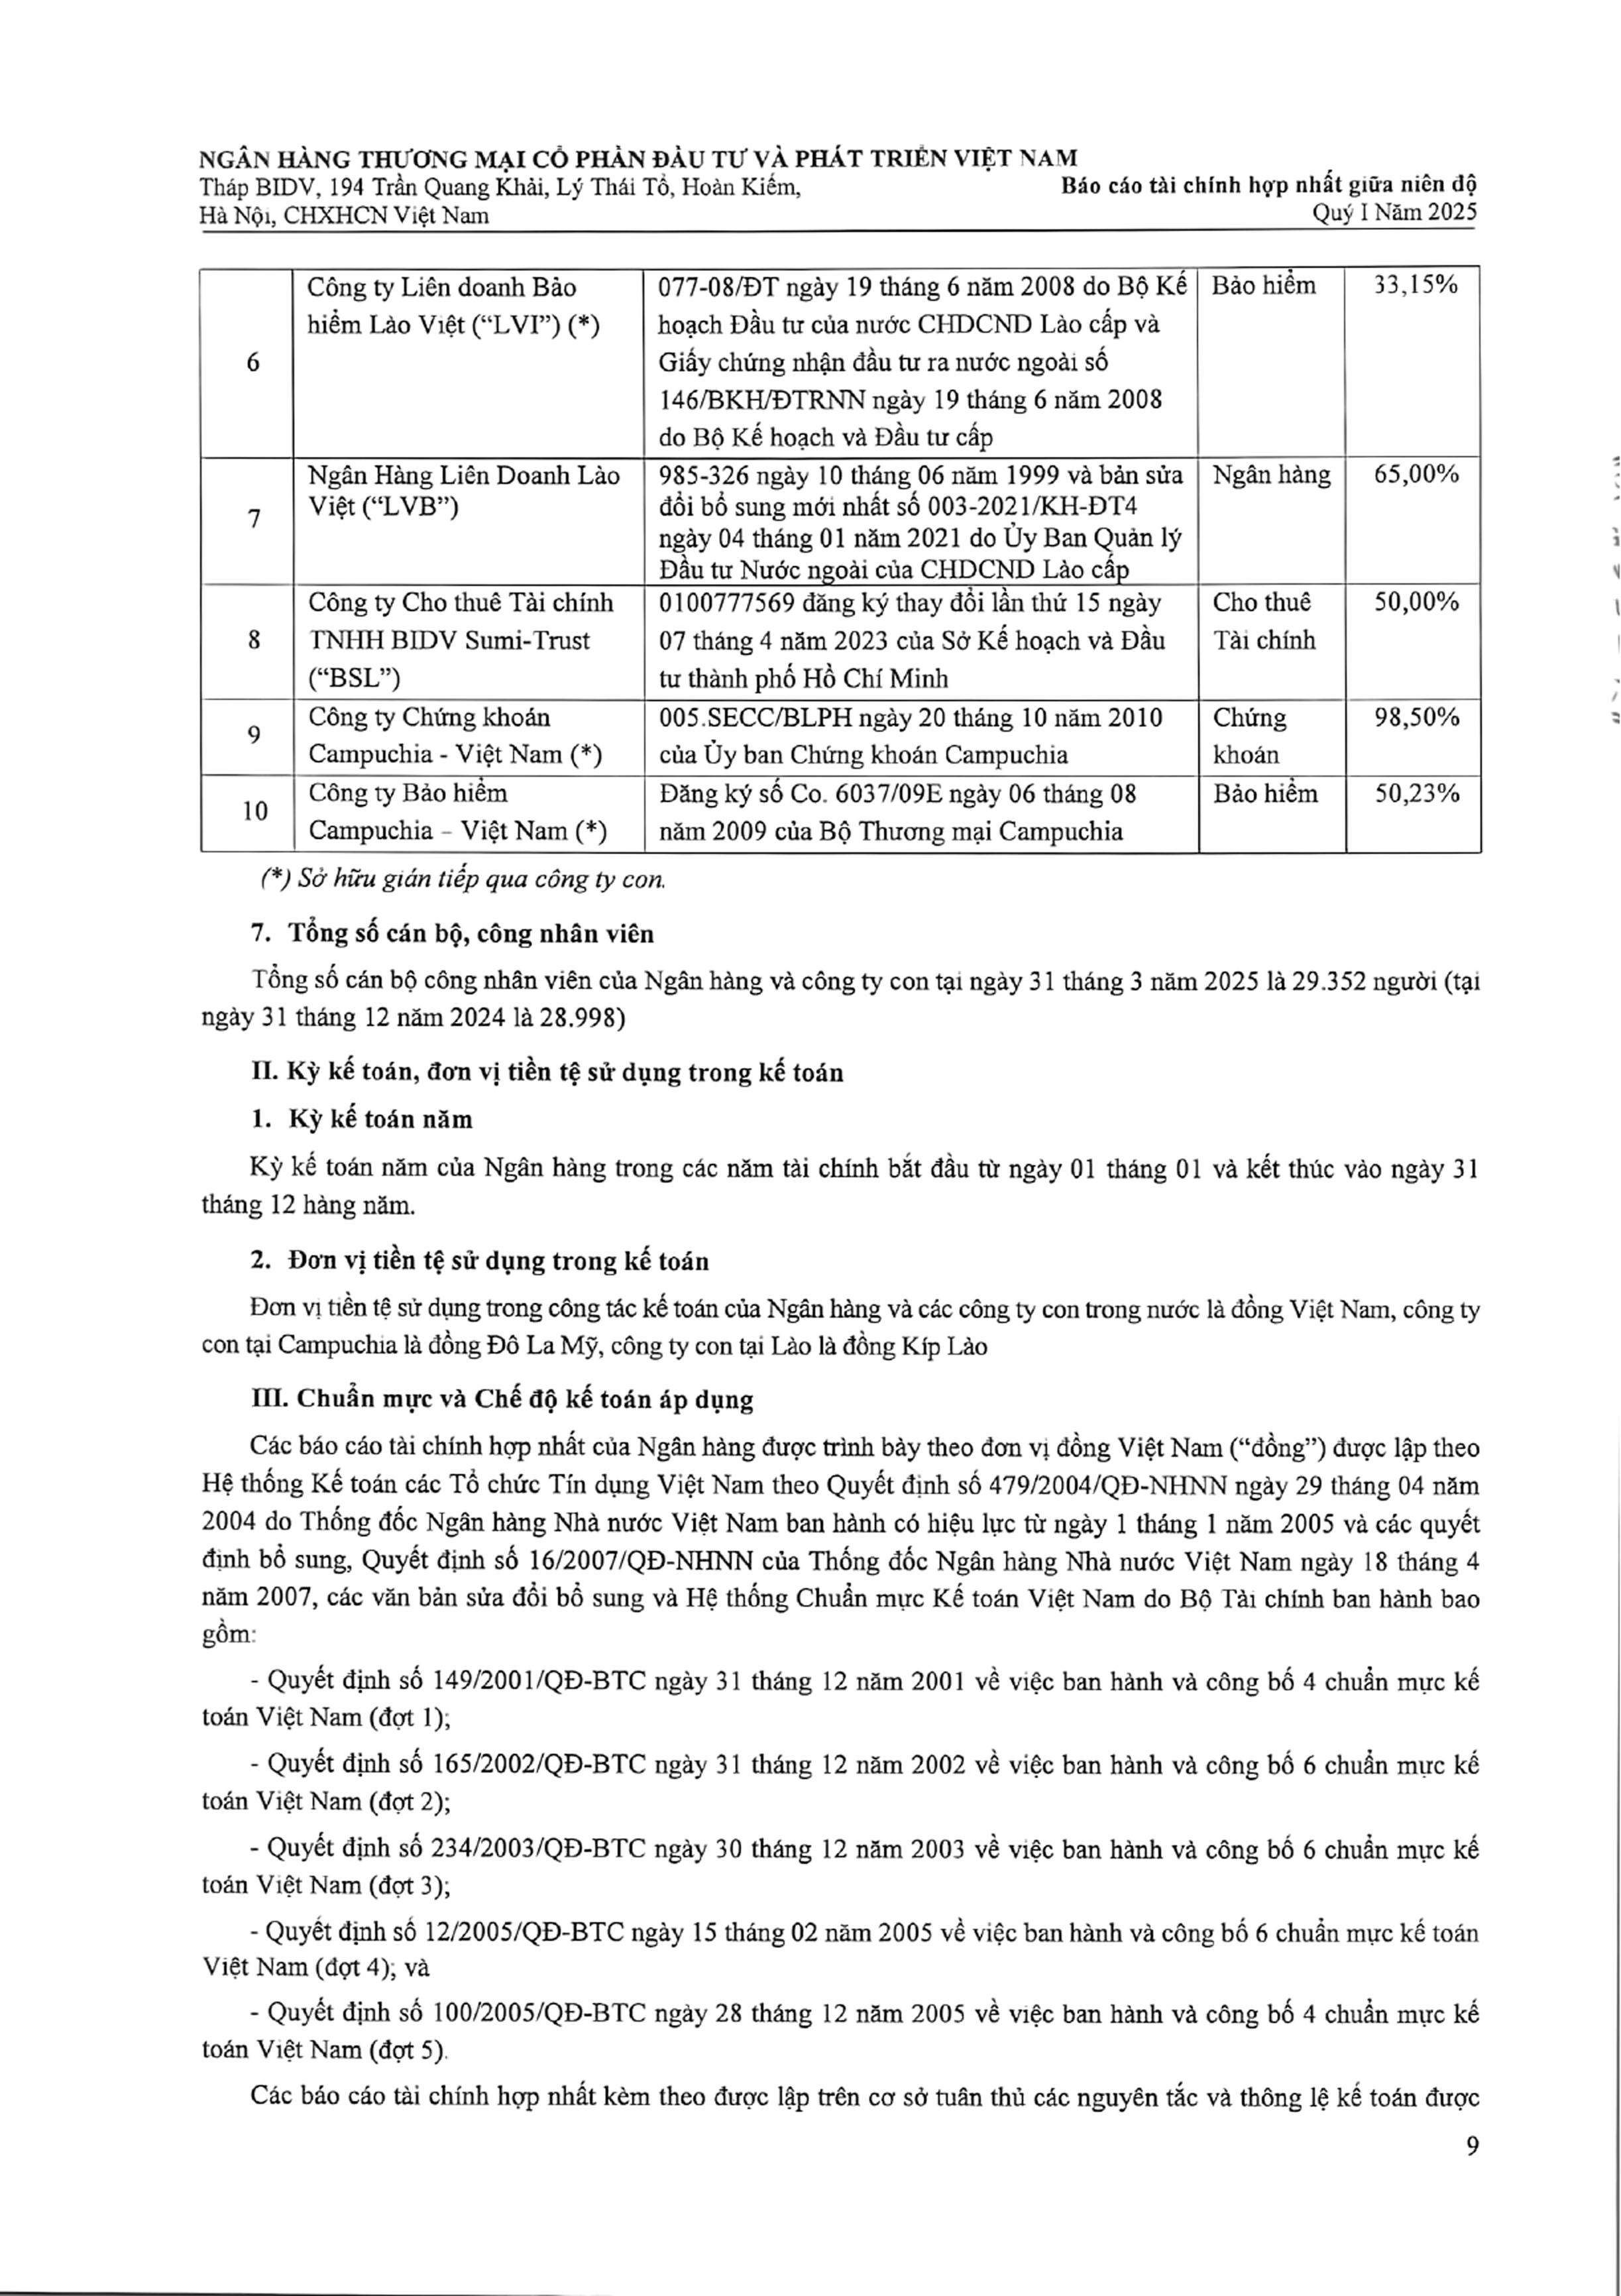 NGÂN HÀNG THƯƠNG MẠI CỔ PHẦN ĐẦU TƯ VÀ PHÁT TRIỂN VIỆT NAM
Tháp BIDV, 194 Trần Quang Khải, Lý Thái Tổ, Hoàn Kiếm,
Hà Nội, CHXHCN Việt Nam
Báo cáo tài chính hợp nhất giữa niên độ
Quý I Năm 2025
6
Công ty Liên doanh Bảo
hiểm Lào Việt (“LVI”) (*)
077-08/ĐT ngày 19 tháng 6 năm 2008 do Bộ Kế
hoạch Đầu tư của nước CHDCND Lào cấp và
Giấy chứng nhận đầu tư ra nước ngoài số
146/BKH/ĐTRNN ngày 19 tháng 6 năm 2008
do Bộ Kế hoạch và Đầu tư cấp
Bảo hiểm
33,15%
7
Ngân Hàng Liên Doanh Lào
Việt (“LVB”)
985-326 ngày 10 tháng 06 năm 1999 và bản sửa
đổi bổ sung mới nhất số 003-2021/KH-ĐT4
ngày 04 tháng 01 năm 2021 do Ủy Ban Quản lý
Đầu tư Nước ngoài của CHDCND Lào cấp
Ngân hàng
65,00%
8
Công ty Cho thuê Tài chính
TNHH BIDV Sumi-Trust
(“BSL”)
0100777569 đăng ký thay đổi lần thứ 15 ngày
07 tháng 4 năm 2023 của Sở Kế hoạch và Đầu
tư thành phố Hồ Chí Minh
Cho thuê
Tài chính
50,00%
9
Công ty Chứng khoán
Campuchia - Việt Nam (*)
005.SECC/BLPH ngày 20 tháng 10 năm 2010
của Ủy ban Chứng khoán Campuchia
Chứng
khoán
98,50%
10
Công ty Bảo hiểm
Campuchia – Việt Nam (*)
Đăng ký số Co. 6037/09E ngày 06 tháng 08
năm 2009 của Bộ Thương mại Campuchia
Bảo hiểm
50,23%
(*) Sở hữu gián tiếp qua công ty con.
7. Tổng số cán bộ, công nhân viên
Tổng số cán bộ công nhân viên của Ngân hàng và công ty con tại ngày 31 tháng 3 năm 2025 là 29.352 người (tại
ngày 31 tháng 12 năm 2024 là 28.998)
II. Kỳ kế toán, đơn vị tiền tệ sử dụng trong kế toán
1. Kỳ kế toán năm
Kỳ kế toán năm của Ngân hàng trong các năm tài chính bắt đầu từ ngày 01 tháng 01 và kết thúc vào ngày 31
tháng 12 hàng năm.
2. Đơn vị tiền tệ sử dụng trong kế toán
Đơn vị tiền tệ sử dụng trong công tác kế toán của Ngân hàng và các công ty con trong nước là đồng Việt Nam, công ty
con tại Campuchia là đồng Đô La Mỹ, công ty con tại Lào là đồng Kíp Lào
III. Chuẩn mực và Chế độ kế toán áp dụng
Các báo cáo tài chính hợp nhất của Ngân hàng được trình bày theo đơn vị đồng Việt Nam (“đồng”) được lập theo
Hệ thống Kế toán các Tổ chức Tín dụng Việt Nam theo Quyết định số 479/2004/QĐ-NHNN ngày 29 tháng 04 năm
2004 do Thống đốc Ngân hàng Nhà nước Việt Nam ban hành có hiệu lực từ ngày 1 tháng 1 năm 2005 và các quyết
định bổ sung, Quyết định số 16/2007/QĐ-NHNN của Thống đốc Ngân hàng Nhà nước Việt Nam ngày 18 tháng 4
năm 2007, các văn bản sửa đổi bổ sung và Hệ thống Chuẩn mực Kế toán Việt Nam do Bộ Tài chính ban hành bao
gồm:
- Quyết định số 149/2001/QĐ-BTC ngày 31 tháng 12 năm 2001 về việc ban hành và công bố 4 chuẩn mực kế
toán Việt Nam (đợt 1);
- Quyết định số 165/2002/QĐ-BTC ngày 31 tháng 12 năm 2002 về việc ban hành và công bố 6 chuẩn mực kế
toán Việt Nam (đợt 2);
- Quyết định số 234/2003/QĐ-BTC ngày 30 tháng 12 năm 2003 về việc ban hành và công bố 6 chuẩn mực kế
toán Việt Nam (đợt 3);
- Quyết định số 12/2005/QĐ-BTC ngày 15 tháng 02 năm 2005 về việc ban hành và công bố 6 chuẩn mực kế toán
Việt Nam (đợt 4); và
- Quyết định số 100/2005/QĐ-BTC ngày 28 tháng 12 năm 2005 về việc ban hành và công bố 4 chuẩn mực kế
toán Việt Nam (đợt 5).
Các báo cáo tài chính hợp nhất kèm theo được lập trên cơ sở tuân thủ các nguyên tắc và thông lệ kế toán được
9